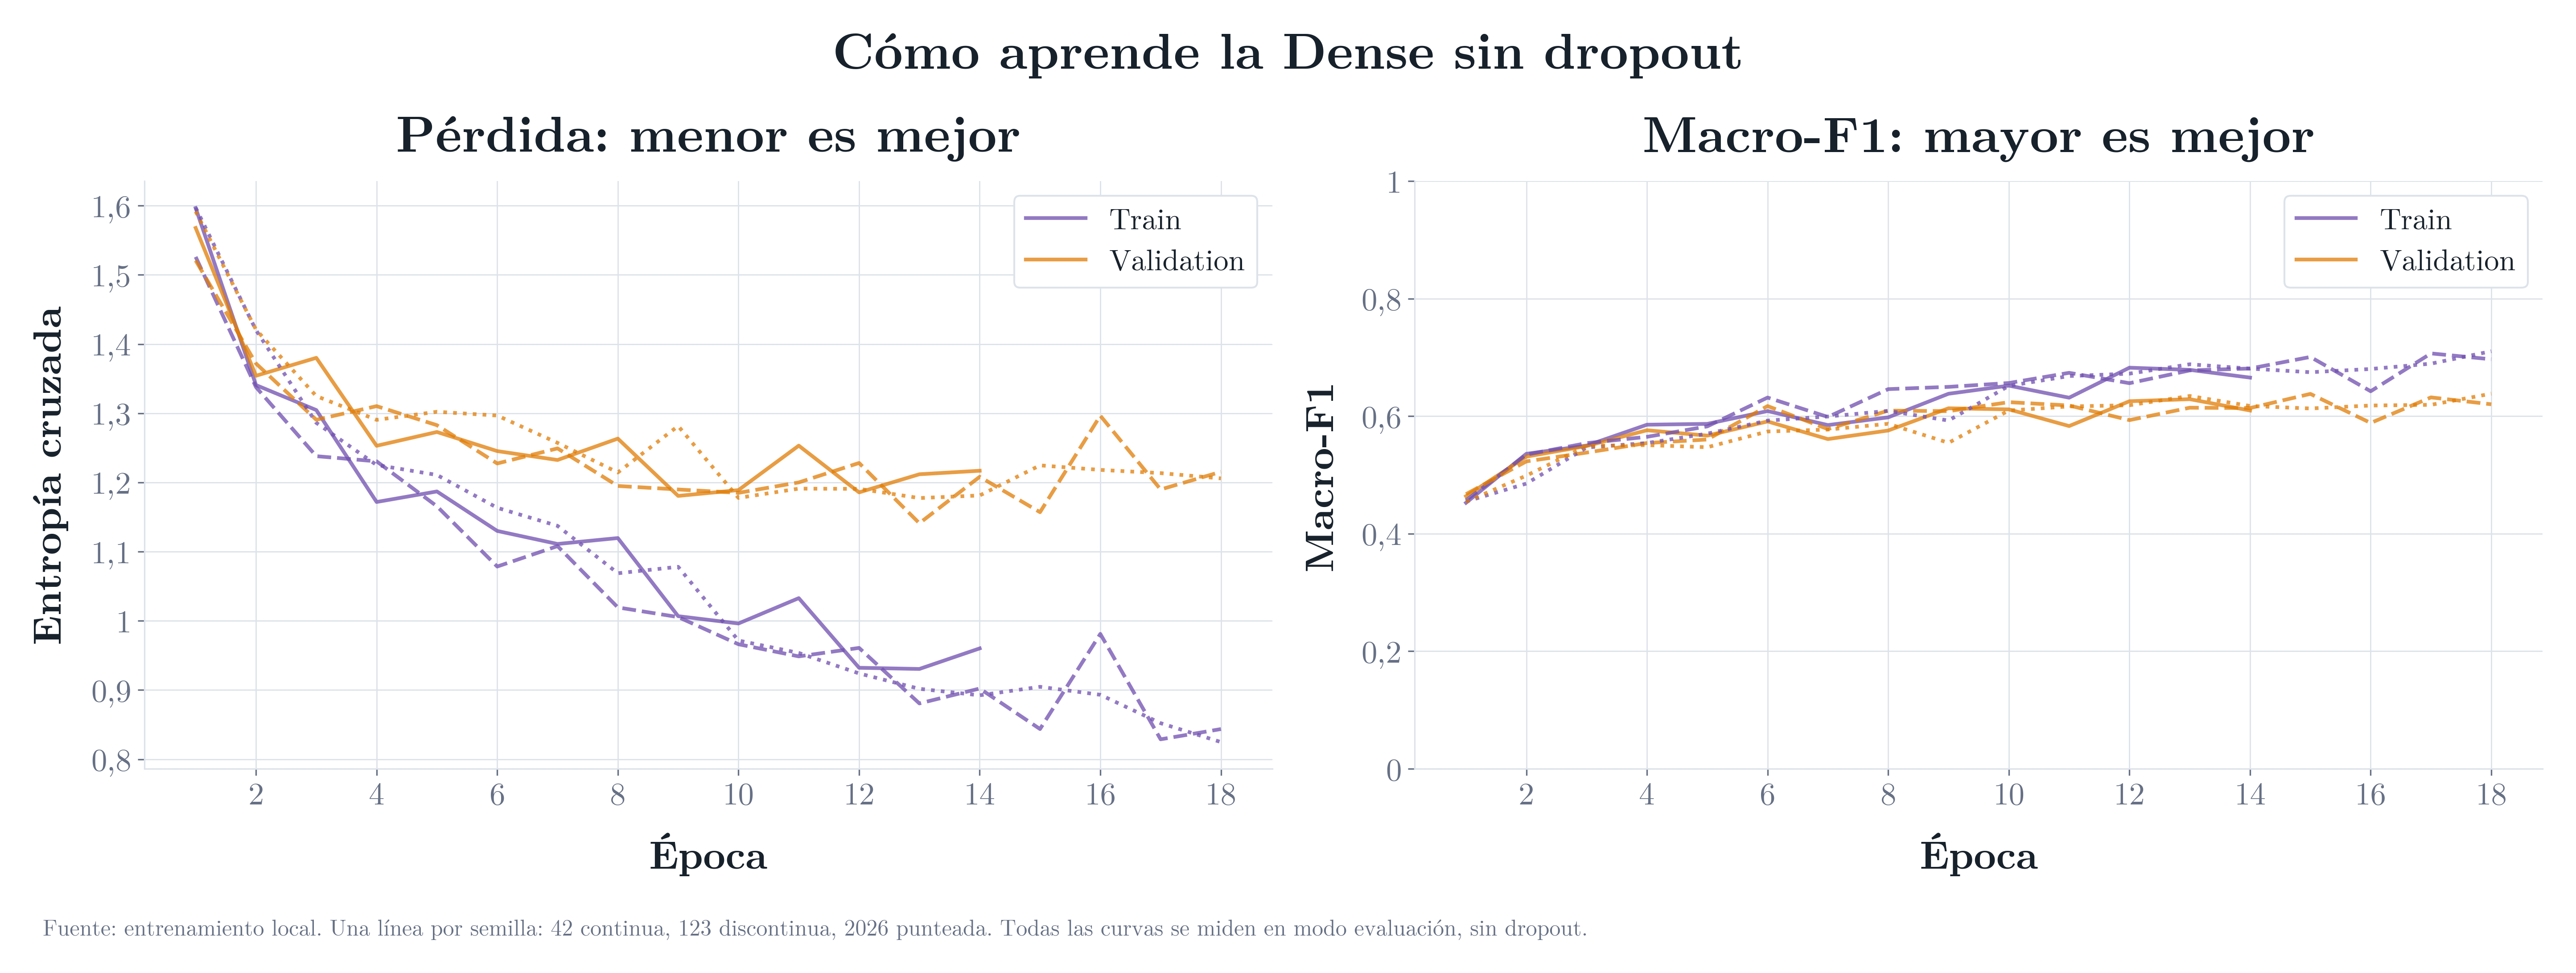 Cómo aprende la Dense sin dropout
Pérdida: menor es mejor
Entropía cruzada
1,6
1,5
1,4
1,3
1,2
1,1
1
0,9
0,8
2 4 6 8 10 12 14 16 18
Época
Train
Validation
Macro-F1: mayor es mejor
Macro-F1
1
0,8
0,6
0,4
0,2
0
2 4 6 8 10 12 14 16 18
Época
Train
Validation
Fuente: entrenamiento local. Una línea por semilla: 42 continua, 123 discontinua, 2026 punteada. Todas las curvas se miden en modo evaluación, sin dropout.